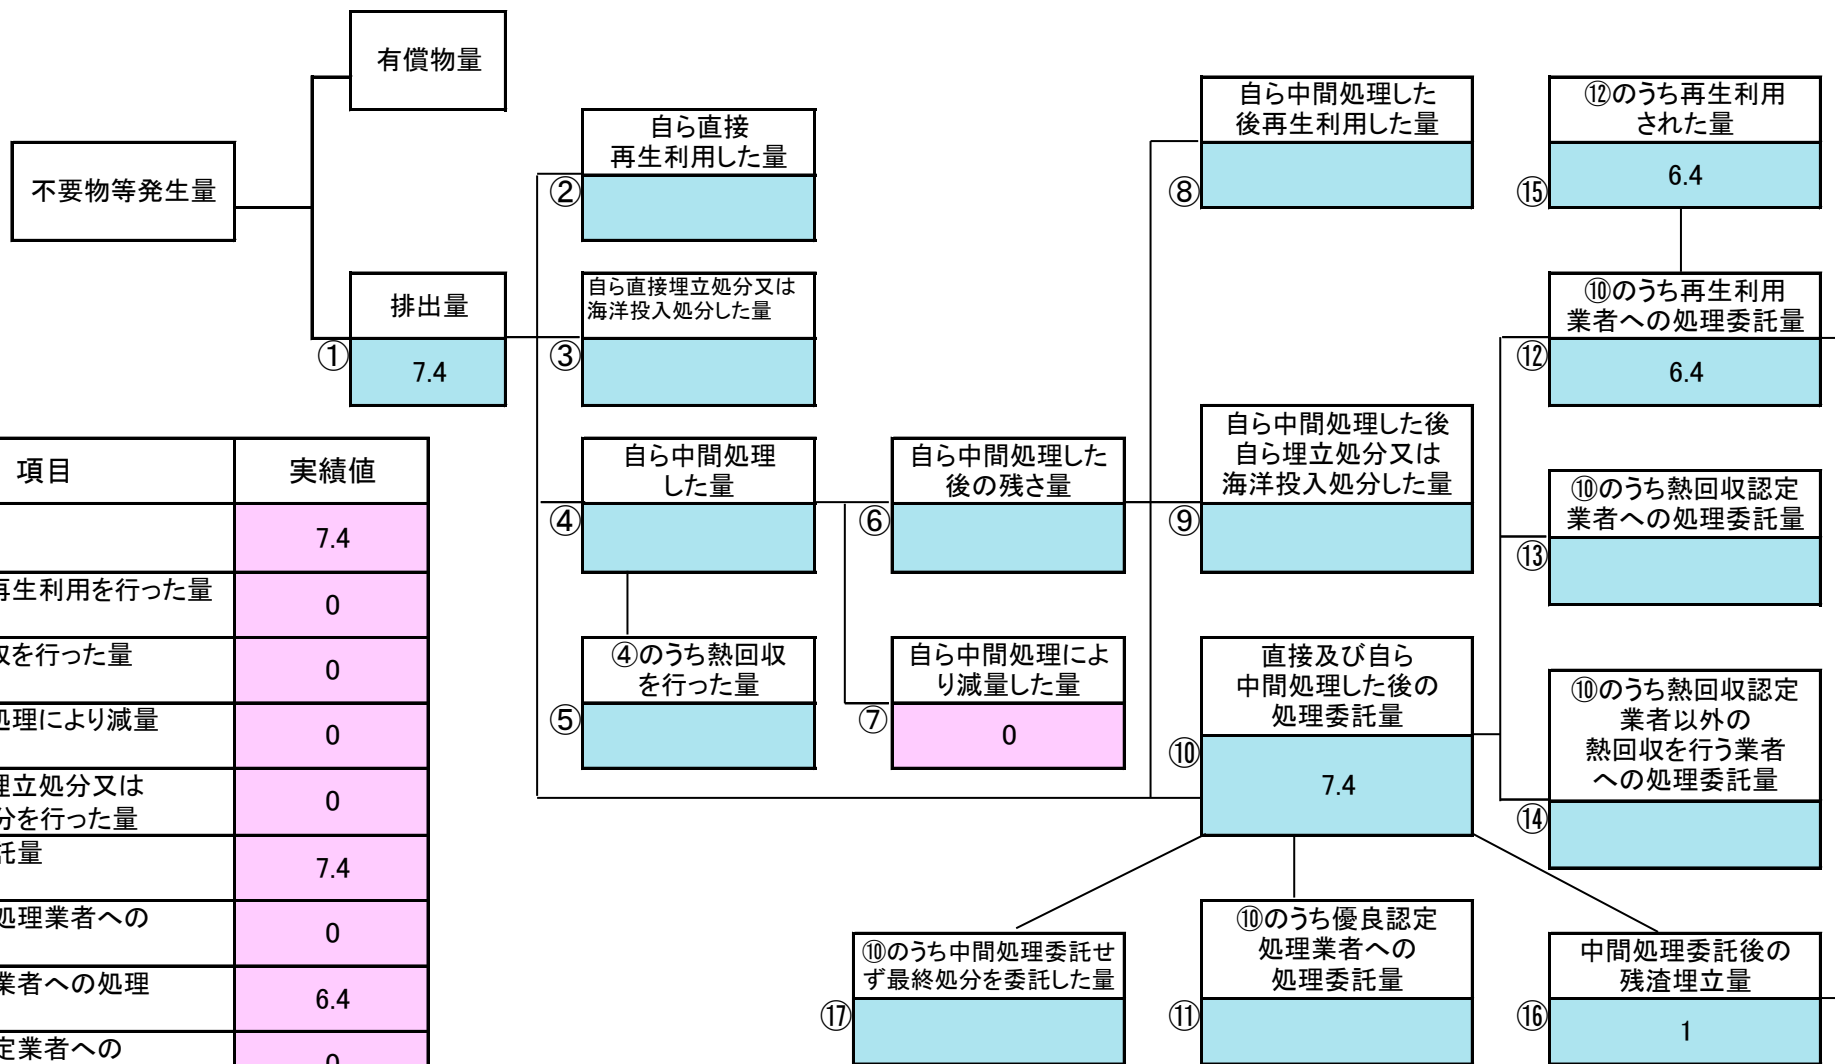 有償物量
不要物等発生量
排出量
①
7.4
自ら直接
再生利用した量
②
自ら直接埋立処分又は
海洋投入処分した量
③
自ら中間処理
した量
④
④のうち熱回収
を行った量
⑤
自ら中間処理した
後の残さ量
⑥
自ら中間処理によ
り減量した量
⑦
0
自ら中間処理した
後再生利用した量
⑧
自ら中間処理した後
自ら埋立処分又は
海洋投入処分した量
⑨
直接及び自ら
中間処理した後の
処理委託量
⑩
7.4
⑫のうち再生利用
された量
⑮
6.4
⑩のうち再生利用
業者への処理委託量
⑫
6.4
⑩のうち熱回収認定
業者への処理委託量
⑬
⑩のうち熱回収認定
業者以外の
熱回収を行う業者
への処理委託量
⑭
⑩のうち中間処理委託せ
ず最終処分を委託した量
⑰
⑩のうち優良認定
処理業者への
処理委託量
⑪
中間処理委託後の
残渣埋立量
⑯
1
項目 実績値
7.4
再生利用を行った量 0
を行った量 0
処理により減量 0
埋立処分又は
分を行った量 0
託量 7.4
処理業者への 0
業者への処理 6.4
定業者への 0